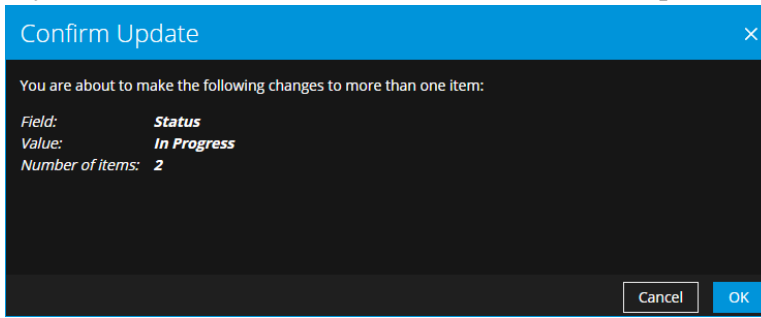 Confirm Update
You are about to make the following changes to more than one item:
Field: Status
Value: In Progress
Number of items: 2
Cancel OK